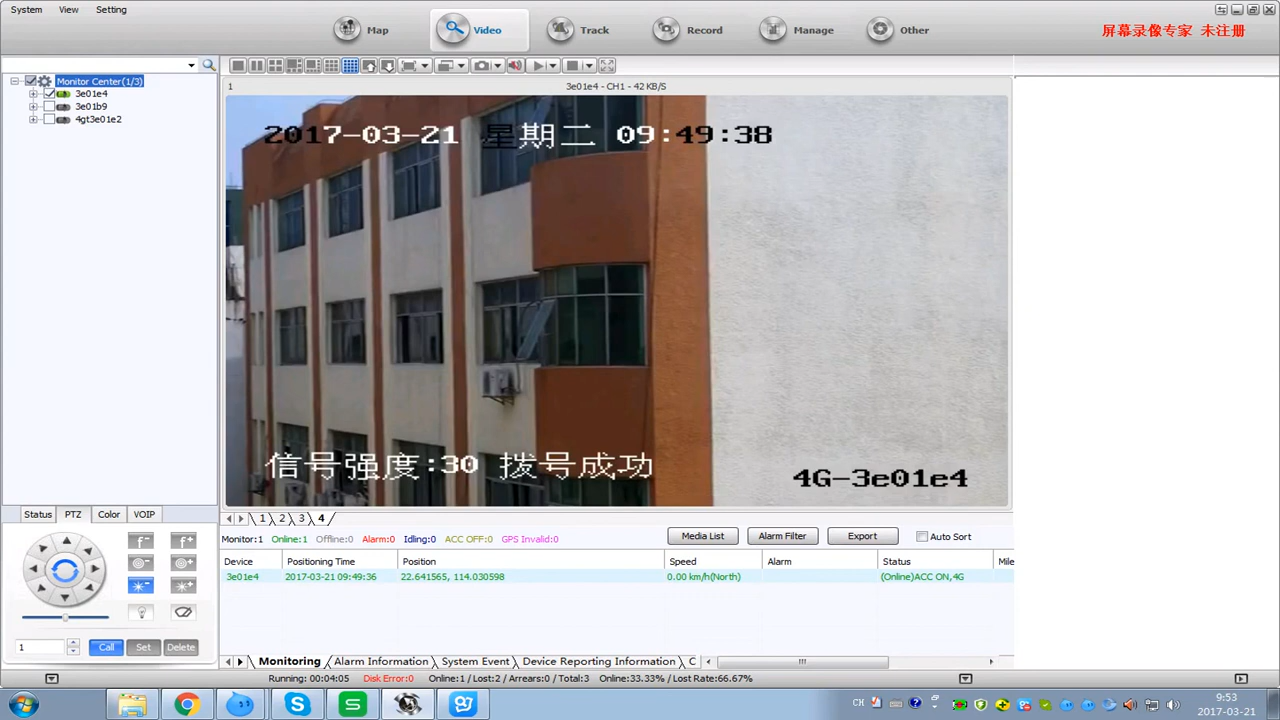 System View Setting
Map
Video
Track
Record
Manage
Other
屏幕录像专家 未注册
Monitor Center(1/3)
3e01e4
3e01b9
4gt3e01e2
1
3e01e4 - CH1 - 42 KB/S
2017-03-21 星期二 09:49:38
信号强度:30 拨号成功
4G-3e01e4
1 2 3 4
Status PTZ Color VOIP
f- f+
1
Call Set Delete
Monitor:1 Online:1 Offline:0 Alarm:0 Idling:0 ACC OFF:0 GPS Invalid:0
Media List
Alarm Filter
Export
Auto Sort
Device Positioning Time Position Speed Alarm Status Mile
3e01e4 2017-03-21 09:49:36 22.641565, 114.030598 0.00 km/h(North) (Online)ACC ON,4G
Monitoring Alarm Information System Event Device Reporting Information C
Running: 00:04:05 Disk Error:0 Online:1 / Lost:2 / Arrears:0 / Total:3 Online:33.33% / Lost Rate:66.67%
CH
9:53
2017-03-21